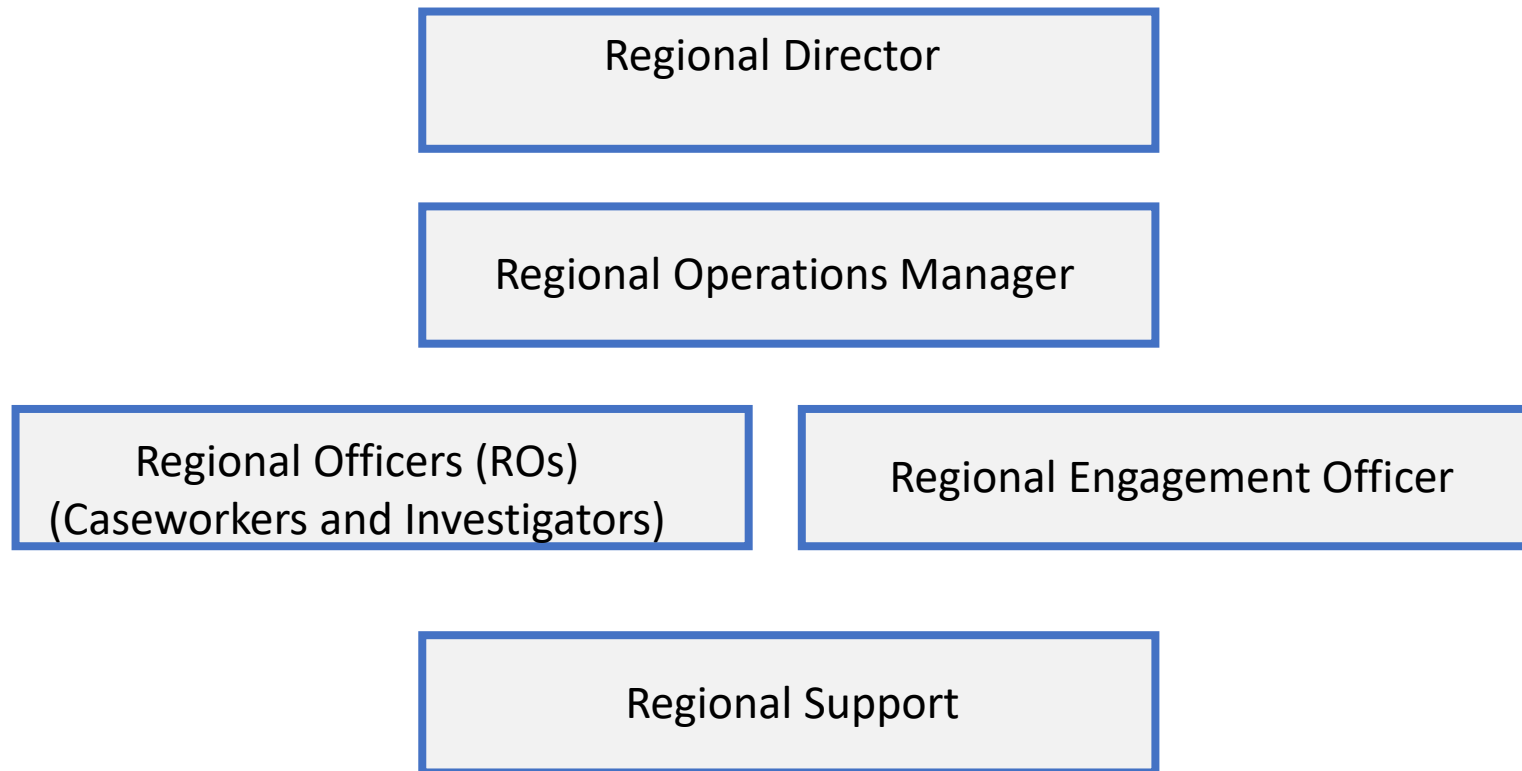 Regional Director
Regional Operations Manager
Regional Officers (ROs)
(Caseworkers and Investigators)
Regional Engagement Officer
Regional Support